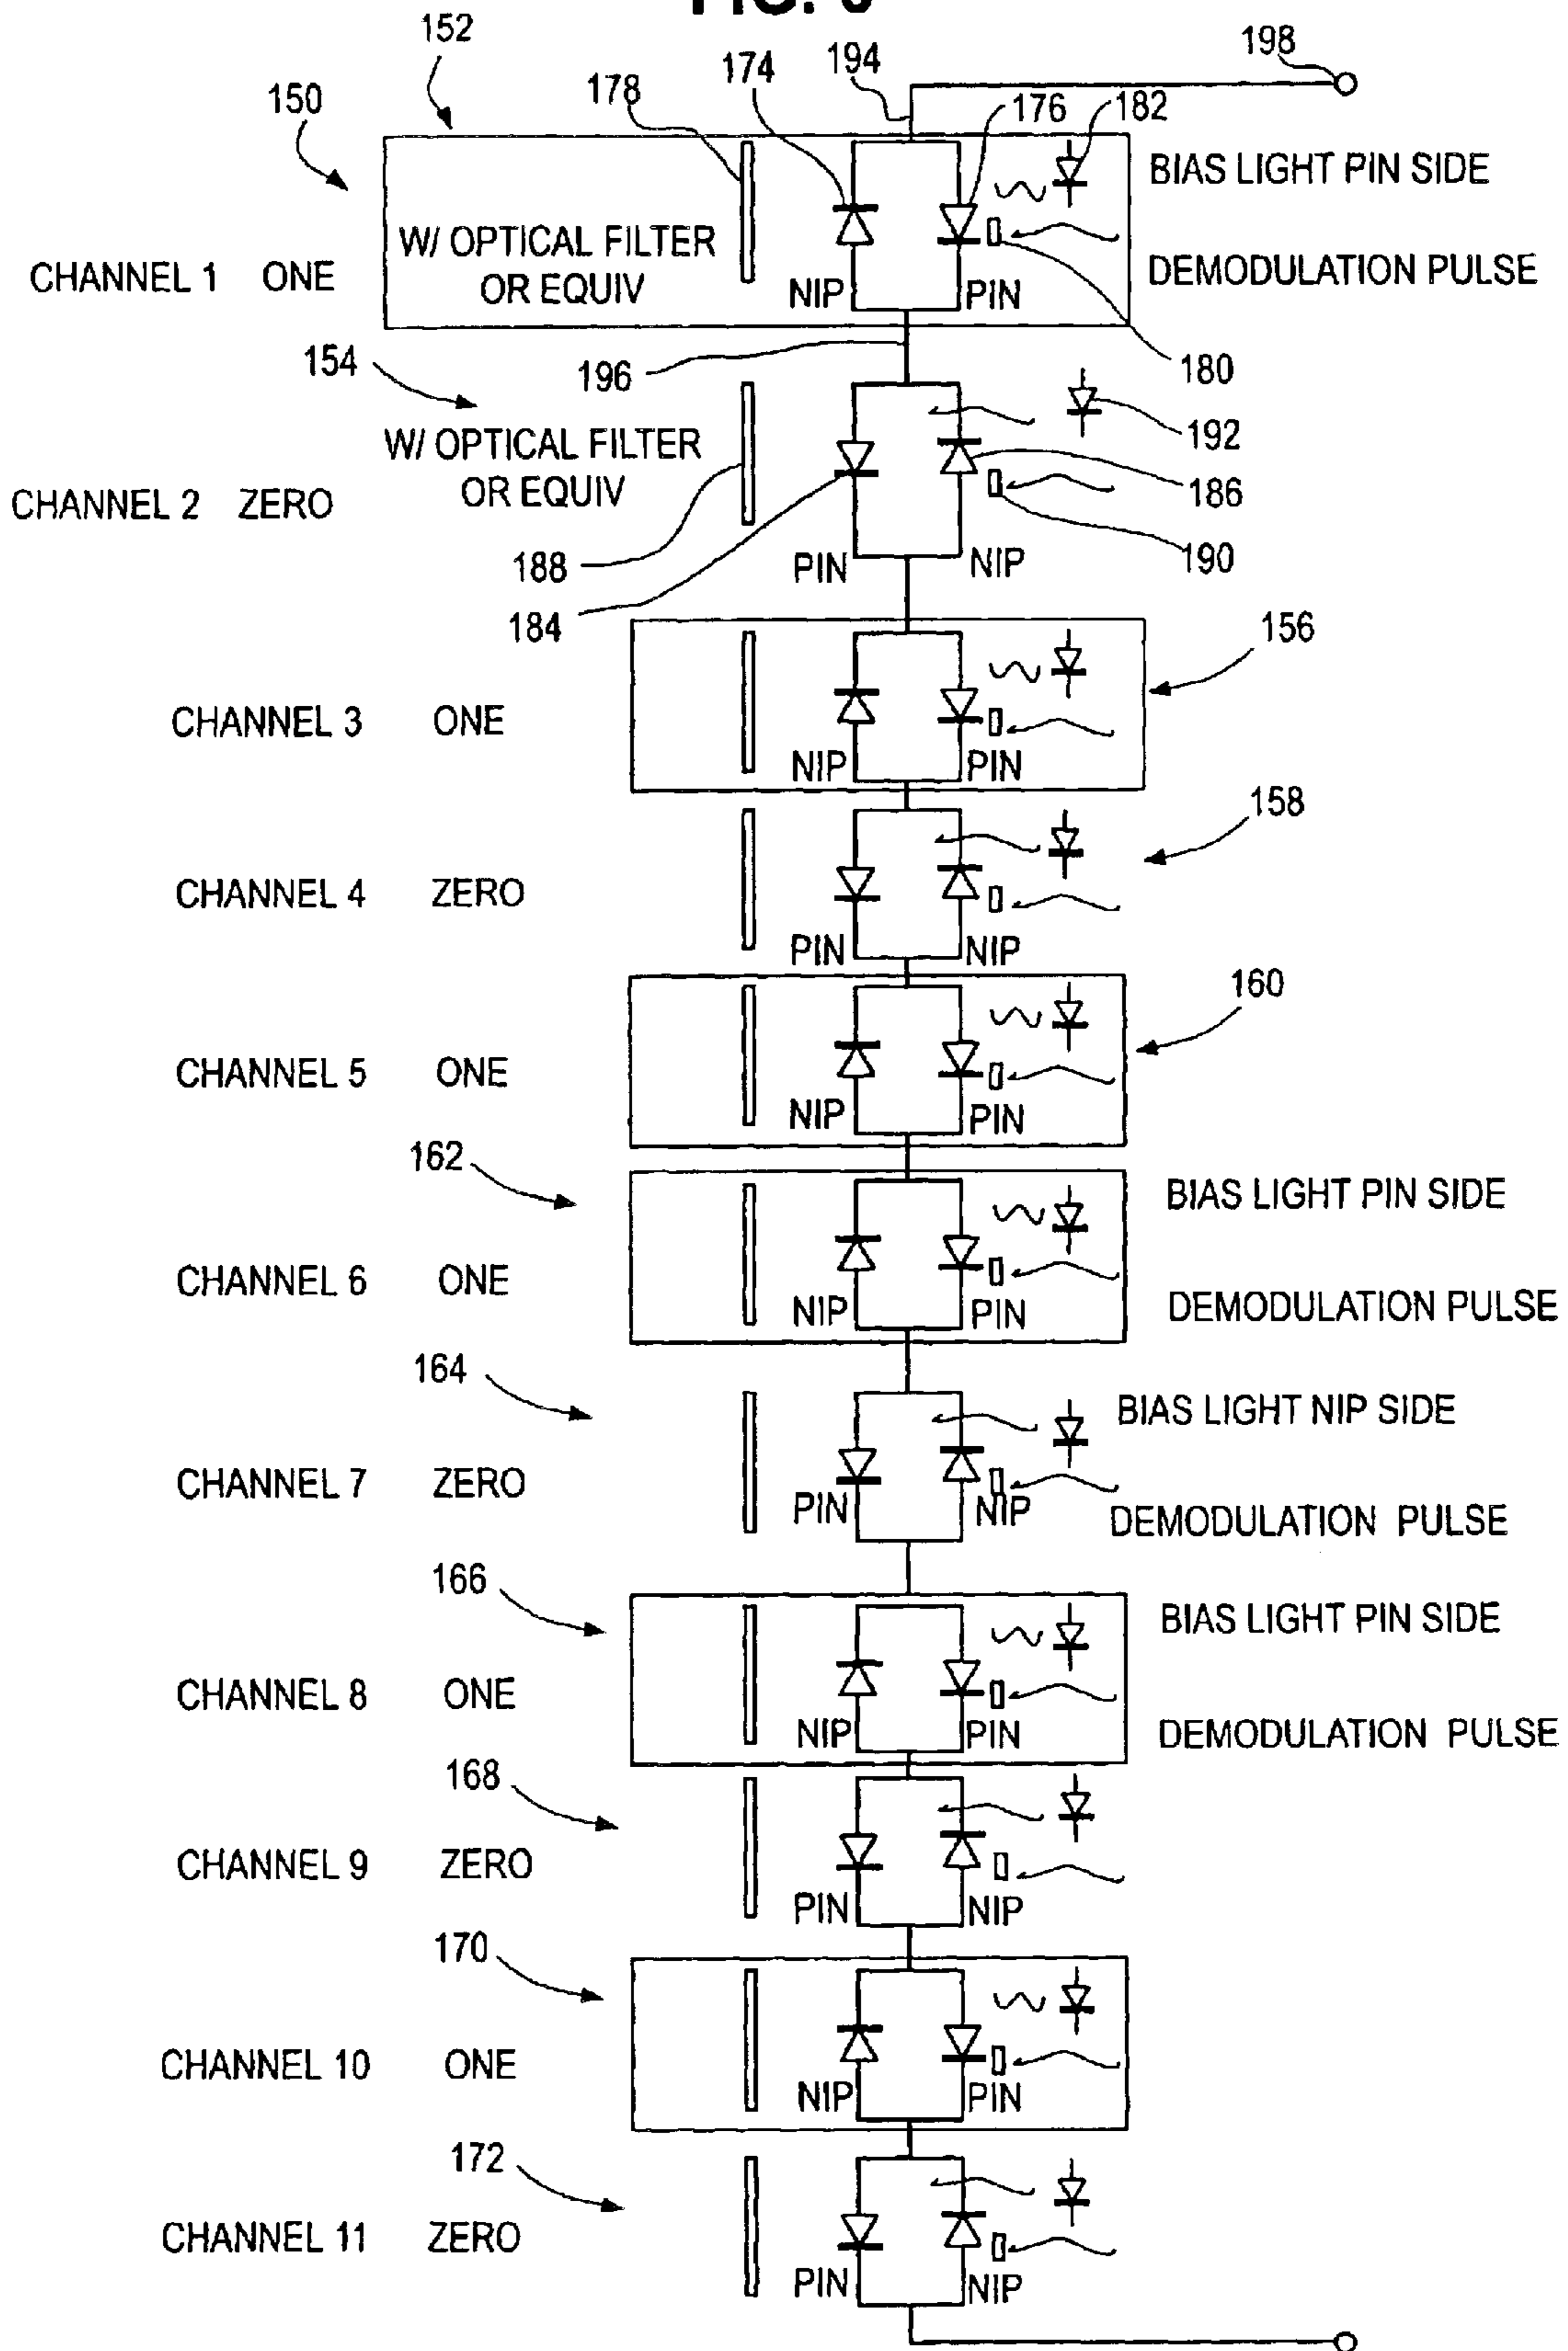 152
194
198
150
178
174
176
182
BIAS LIGHT PIN SIDE
W/ OPTICAL FILTER
OR EQUIV
CHANNEL 1 ONE
NIP
PIN
DEMODULATION PULSE
154
196
180
W/ OPTICAL FILTER
OR EQUIV
192
CHANNEL 2 ZERO
186
188
PIN
NIP
190
184
156
CHANNEL 3 ONE
NIP
PIN
158
CHANNEL 4 ZERO
PIN
NIP
160
CHANNEL 5 ONE
NIP
PIN
162
BIAS LIGHT PIN SIDE
CHANNEL 6 ONE
NIP
PIN
DEMODULATION PULSE
164
BIAS LIGHT NIP SIDE
CHANNEL 7 ZERO
PIN
NIP
DEMODULATION PULSE
166
BIAS LIGHT PIN SIDE
CHANNEL 8 ONE
NIP
PIN
DEMODULATION PULSE
168
CHANNEL 9 ZERO
PIN
NIP
170
CHANNEL 10 ONE
NIP
PIN
172
CHANNEL 11 ZERO
PIN
NIP